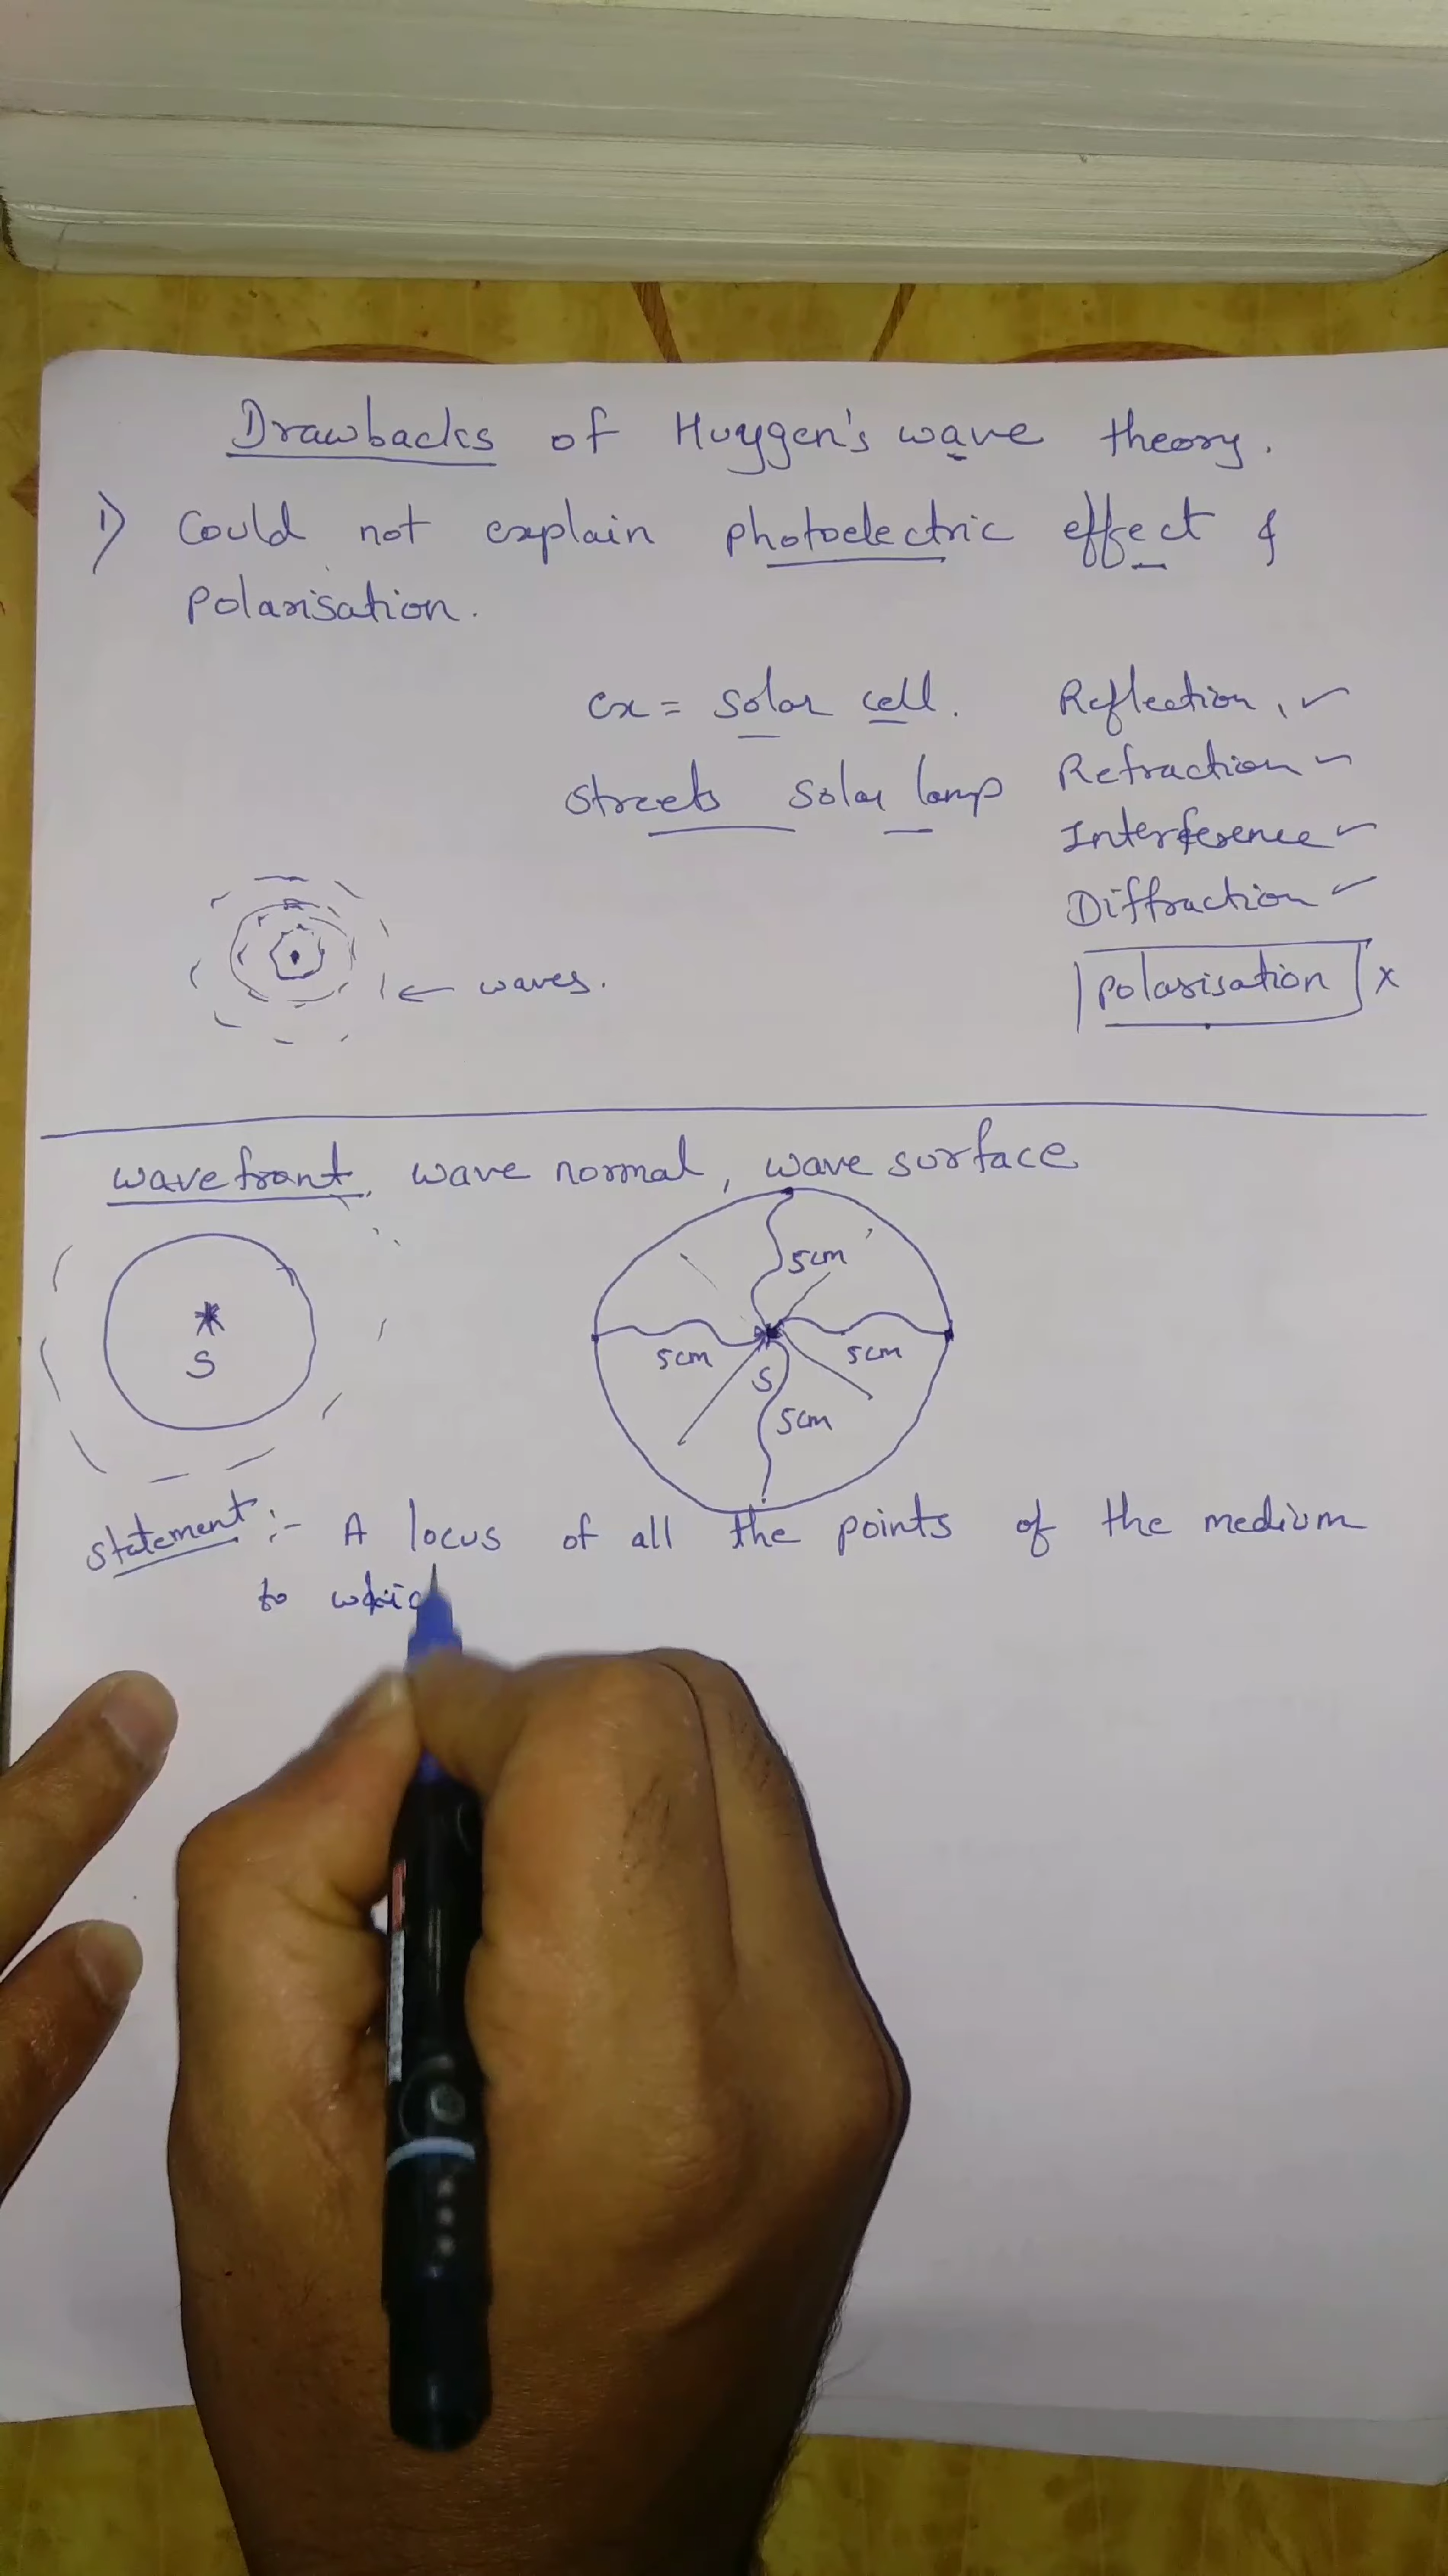 Drawbacks of Huygen's wave theory.
1) Could not explain photoelectric effect &
Polarisation.
ex = solar cell.
streets solar lamp
Reflection, ✓
Refraction ✓
Interference ✓
Diffraction ✓
polarisation x
← waves.
wavefront, wave normal, wave surface
S
5cm
5cm
5cm
S
5cm
statement :- A locus of all the points of the medium
to whic